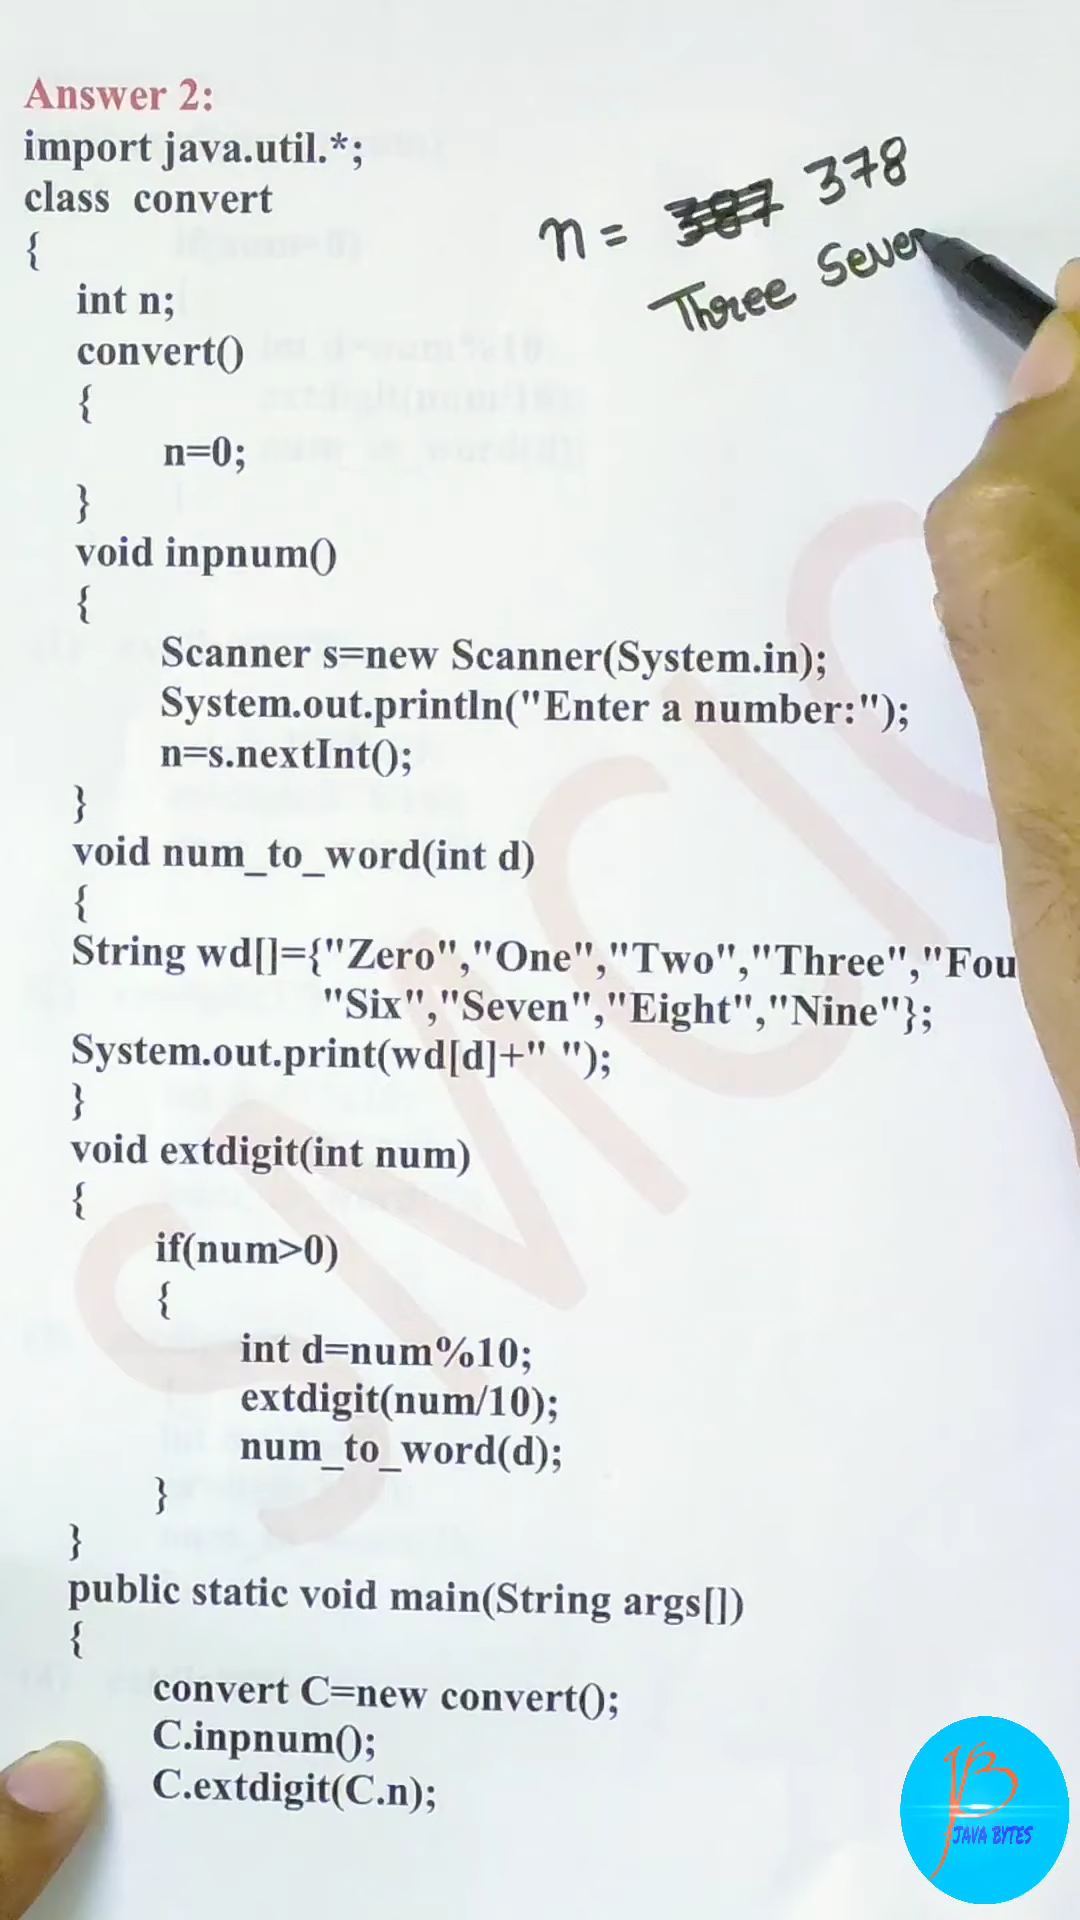 Answer 2:
import java.util.*;
class convert
{
n = 387 378
Three Seven
int n;
convert()
{
n=0;
}
void inpnum()
{
Scanner s=new Scanner(System.in);
System.out.println("Enter a number:");
n=s.nextInt();
}
void num_to_word(int d)
{
String wd[]={"Zero","One","Two","Three","Fou
"Six","Seven","Eight","Nine"};
System.out.print(wd[d]+" ");
}
void extdigit(int num)
{
if(num>0)
{
int d=num%10;
extdigit(num/10);
num_to_word(d);
}
}
public static void main(String args[])
{
convert C=new convert();
C.inpnum();
C.extdigit(C.n);
SMCIC
JB
JAVA BYTES